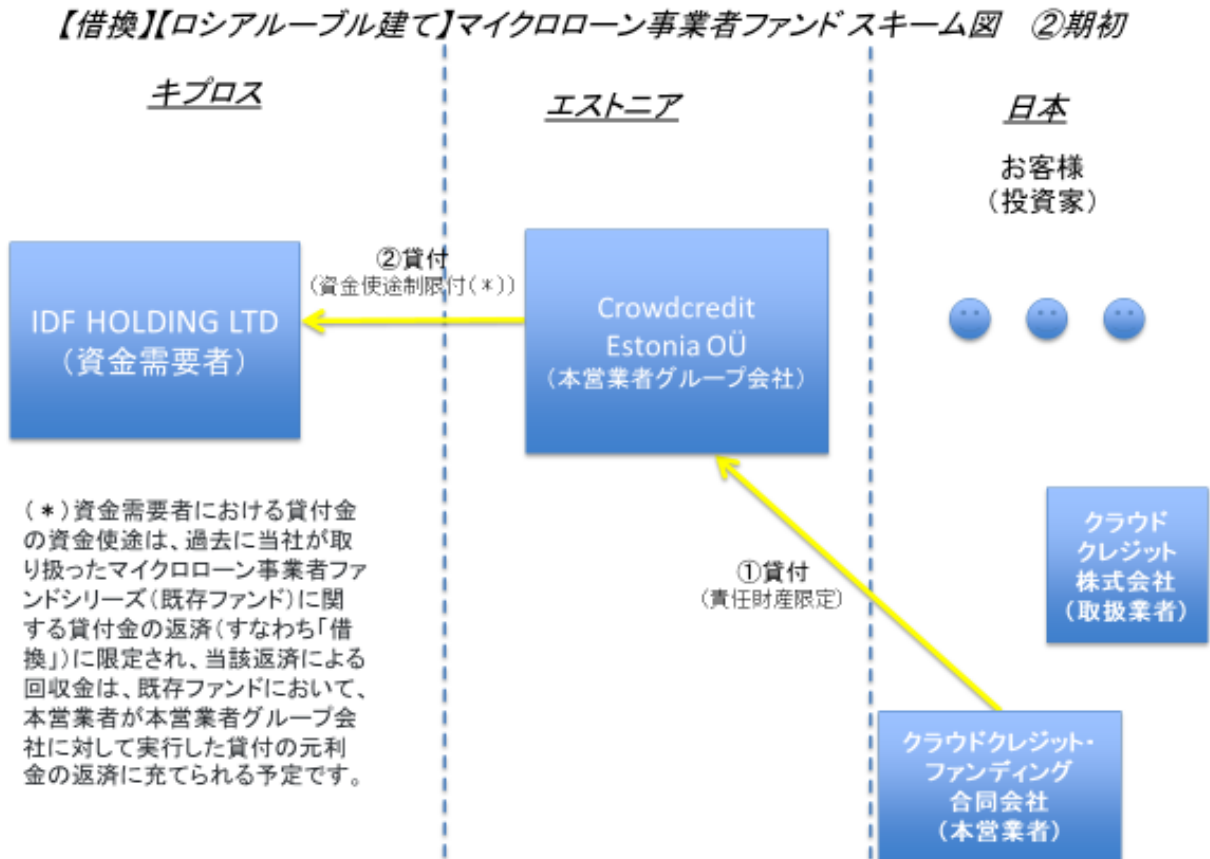 【借換】【ロシアルーブル建て】マイクロローン事業者ファンド スキーム図　②期初
キプロス
エストニア
日本
お客様
（投資家）
②貸付
（資金使途制限付（＊））
IDF HOLDING LTD
（資金需要者）
Crowdcredit
Estonia OÜ
（本営業者グループ会社）
（＊）資金需要者における貸付金
の資金使途は、過去に当社が取
り扱ったマイクロローン事業者ファ
ンドシリーズ（既存ファンド）に関
する貸付金の返済（すなわち「借
換」）に限定され、当該返済による
回収金は、既存ファンドにおいて、
本営業者が本営業者グループ会
社に対して実行した貸付の元利
金の返済に充てられる予定です。
①貸付
（責任財産限定）
クラウド
クレジット
株式会社
（取扱業者）
クラウドクレジット・
ファンディング
合同会社
（本営業者）